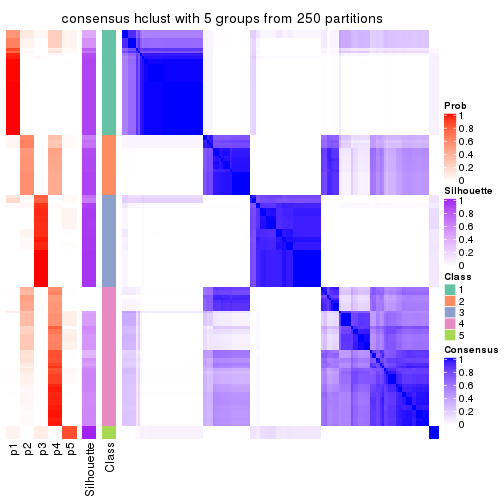 consensus hclust with 5 groups from 250 partitions
Prob
1
0.8
0.6
0.4
0.2
0
Silhouette
1
0.8
0.6
0.4
0.2
0
Class
1
2
3
4
5
Consensus
1
0.8
0.6
0.4
0.2
0
p1
p2
p3
p4
p5
Silhouette
Class